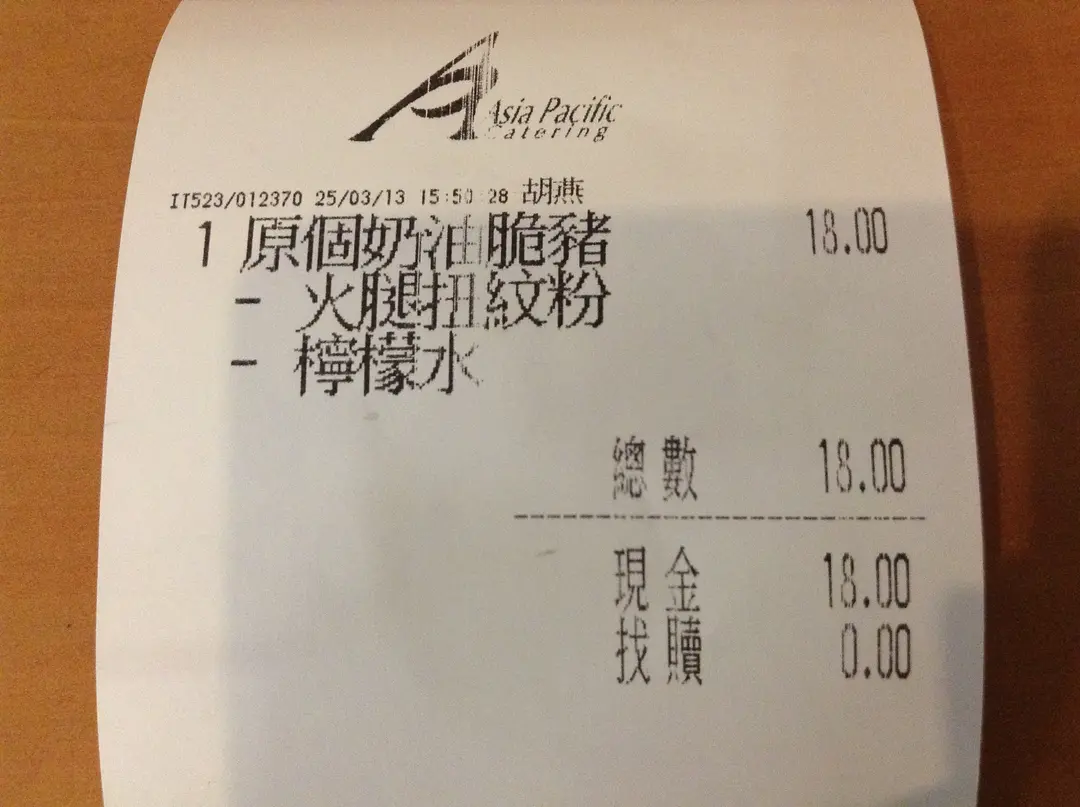 Asia Pacific
Catering
IT523/012370 25/03/13 15:50:28 胡燕
1 原個奶油脆豬 18.00
- 火腿扭紋粉
- 檸檬水
總數 18.00
現金 18.00
找贖 0.00